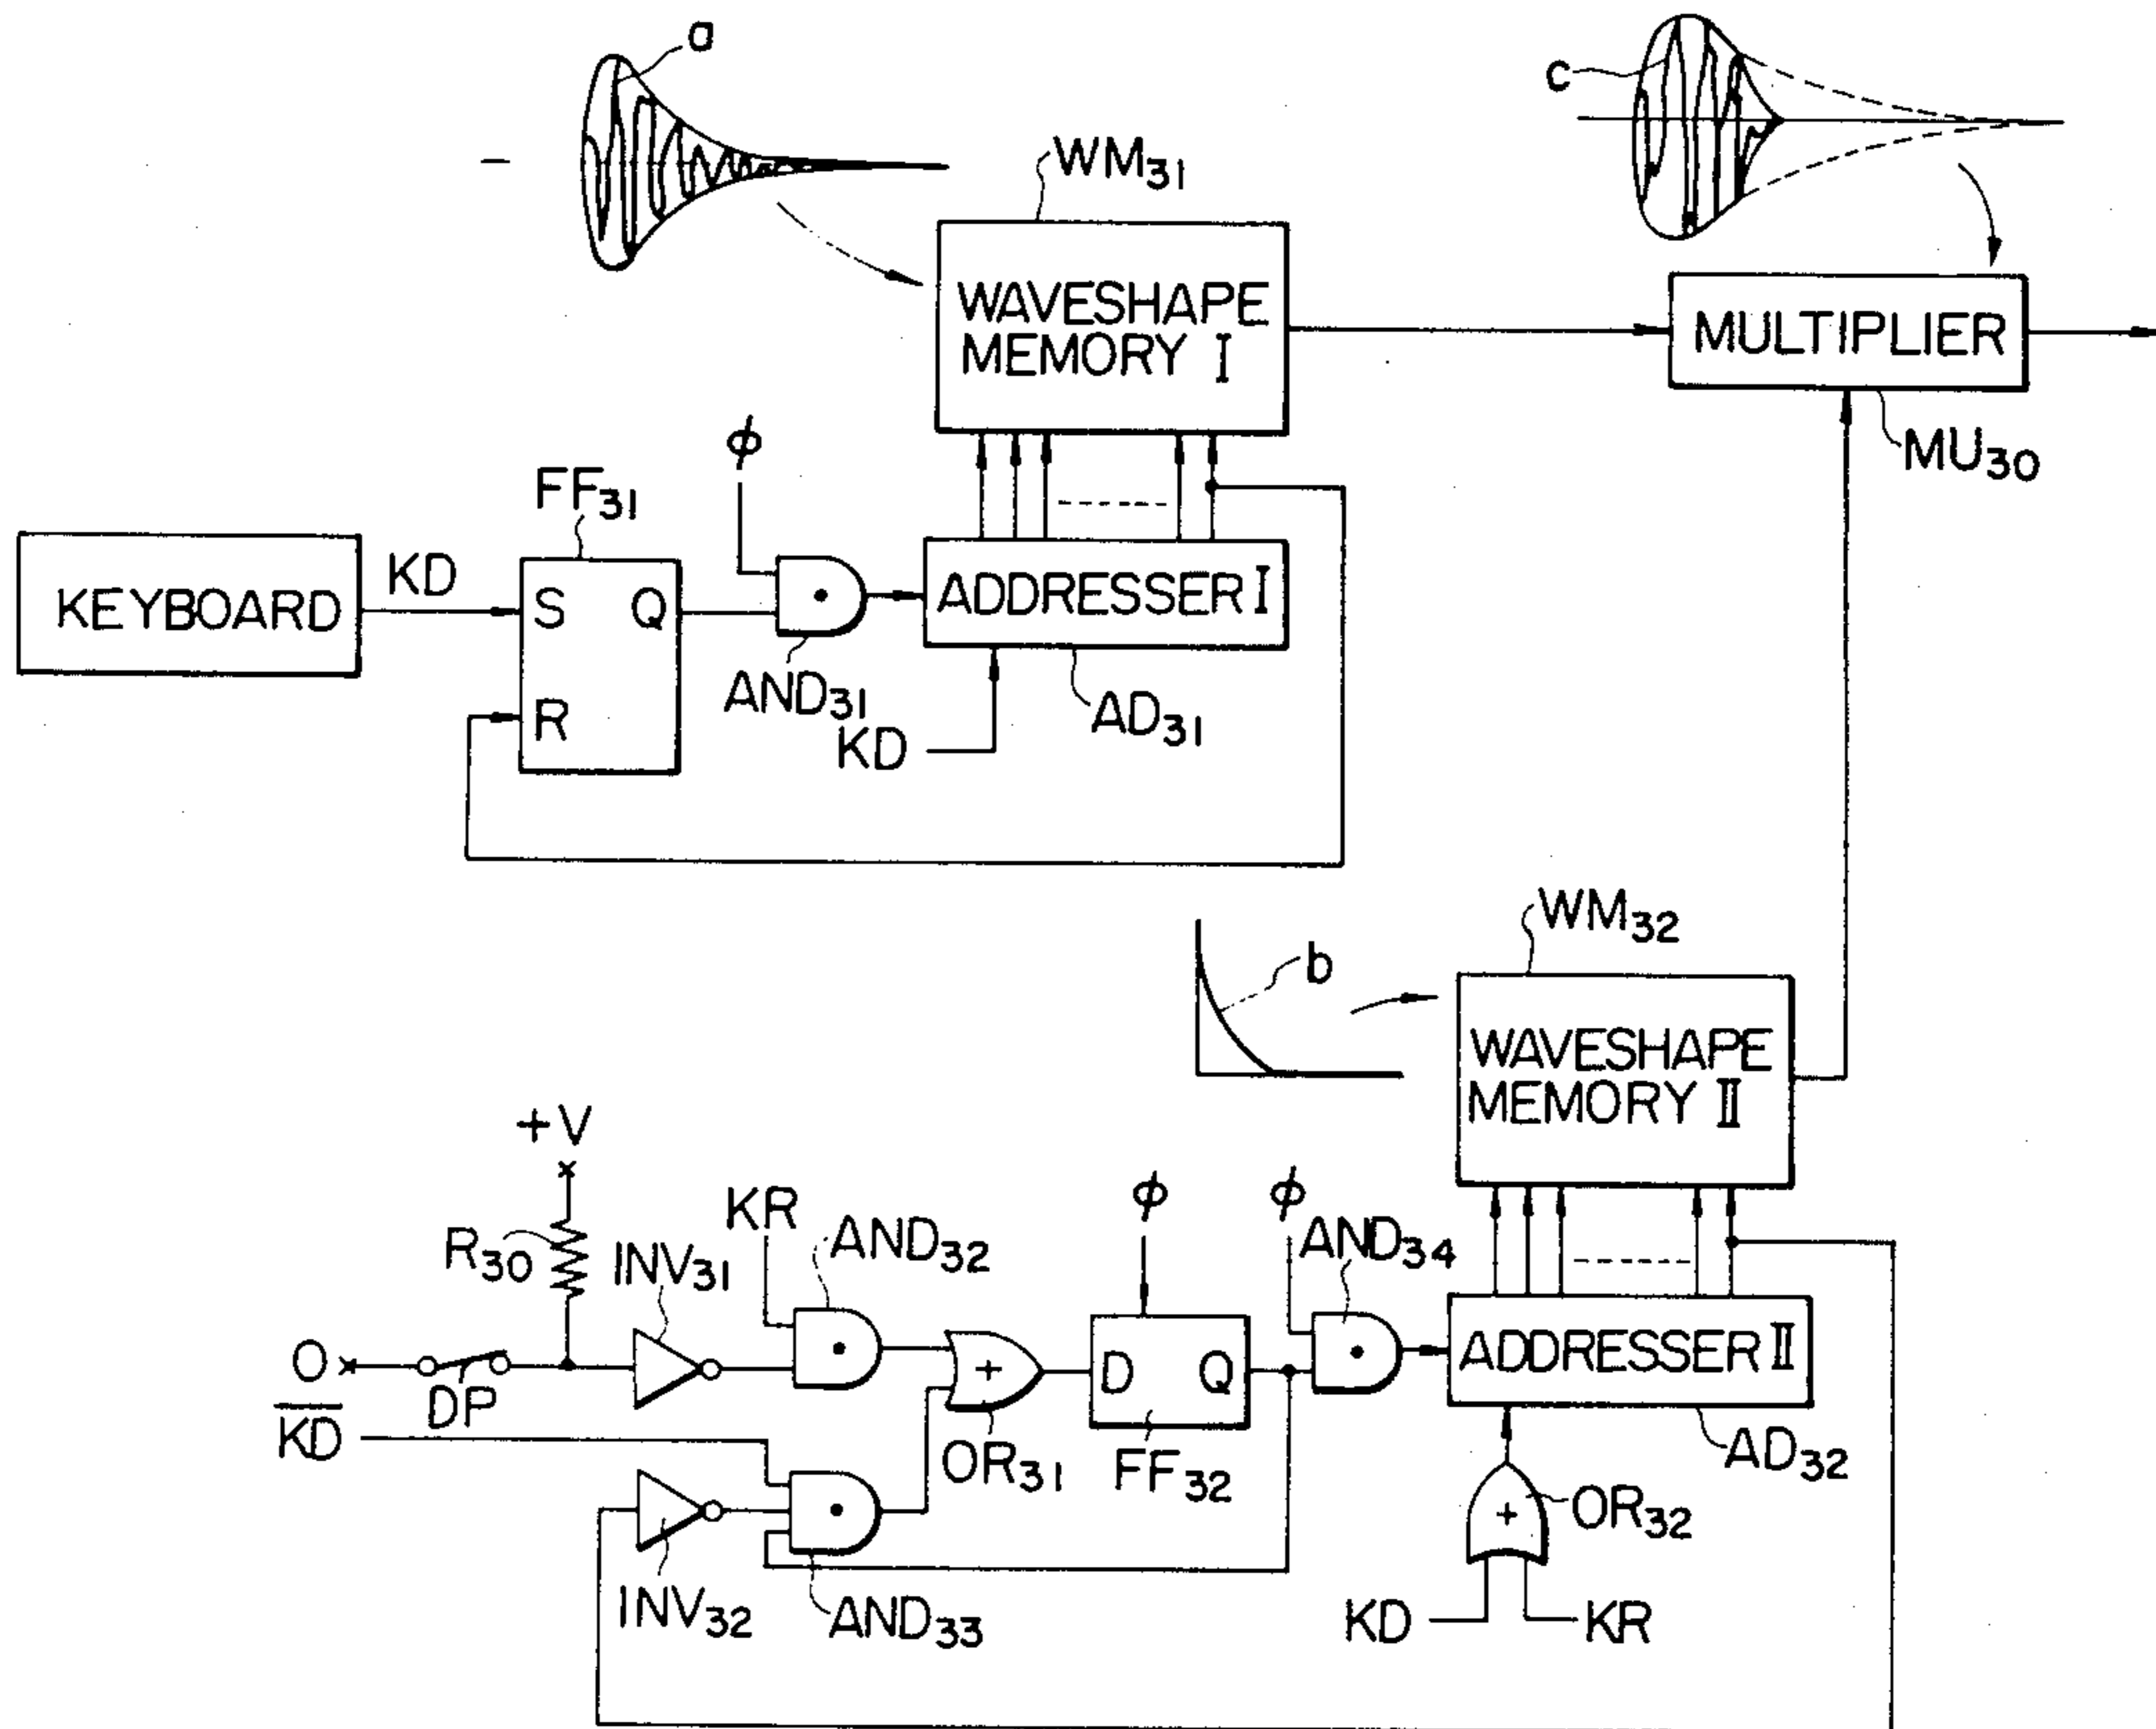 a
c
WM31
WAVESHAPE
MEMORY I
MULTIPLIER
MU30
ϕ
FF31
KEYBOARD
KD
S Q
R
AND31
ADDRESSER I
KD
AD31
WM32
b
WAVESHAPE
MEMORY II
+V
R30
INV31
KR
AND32
ϕ
ϕ
AND34
O
DP
K̅D̅
D Q
ADDRESSER II
+
OR31
FF32
AD32
INV32
AND33
+
OR32
KD
KR